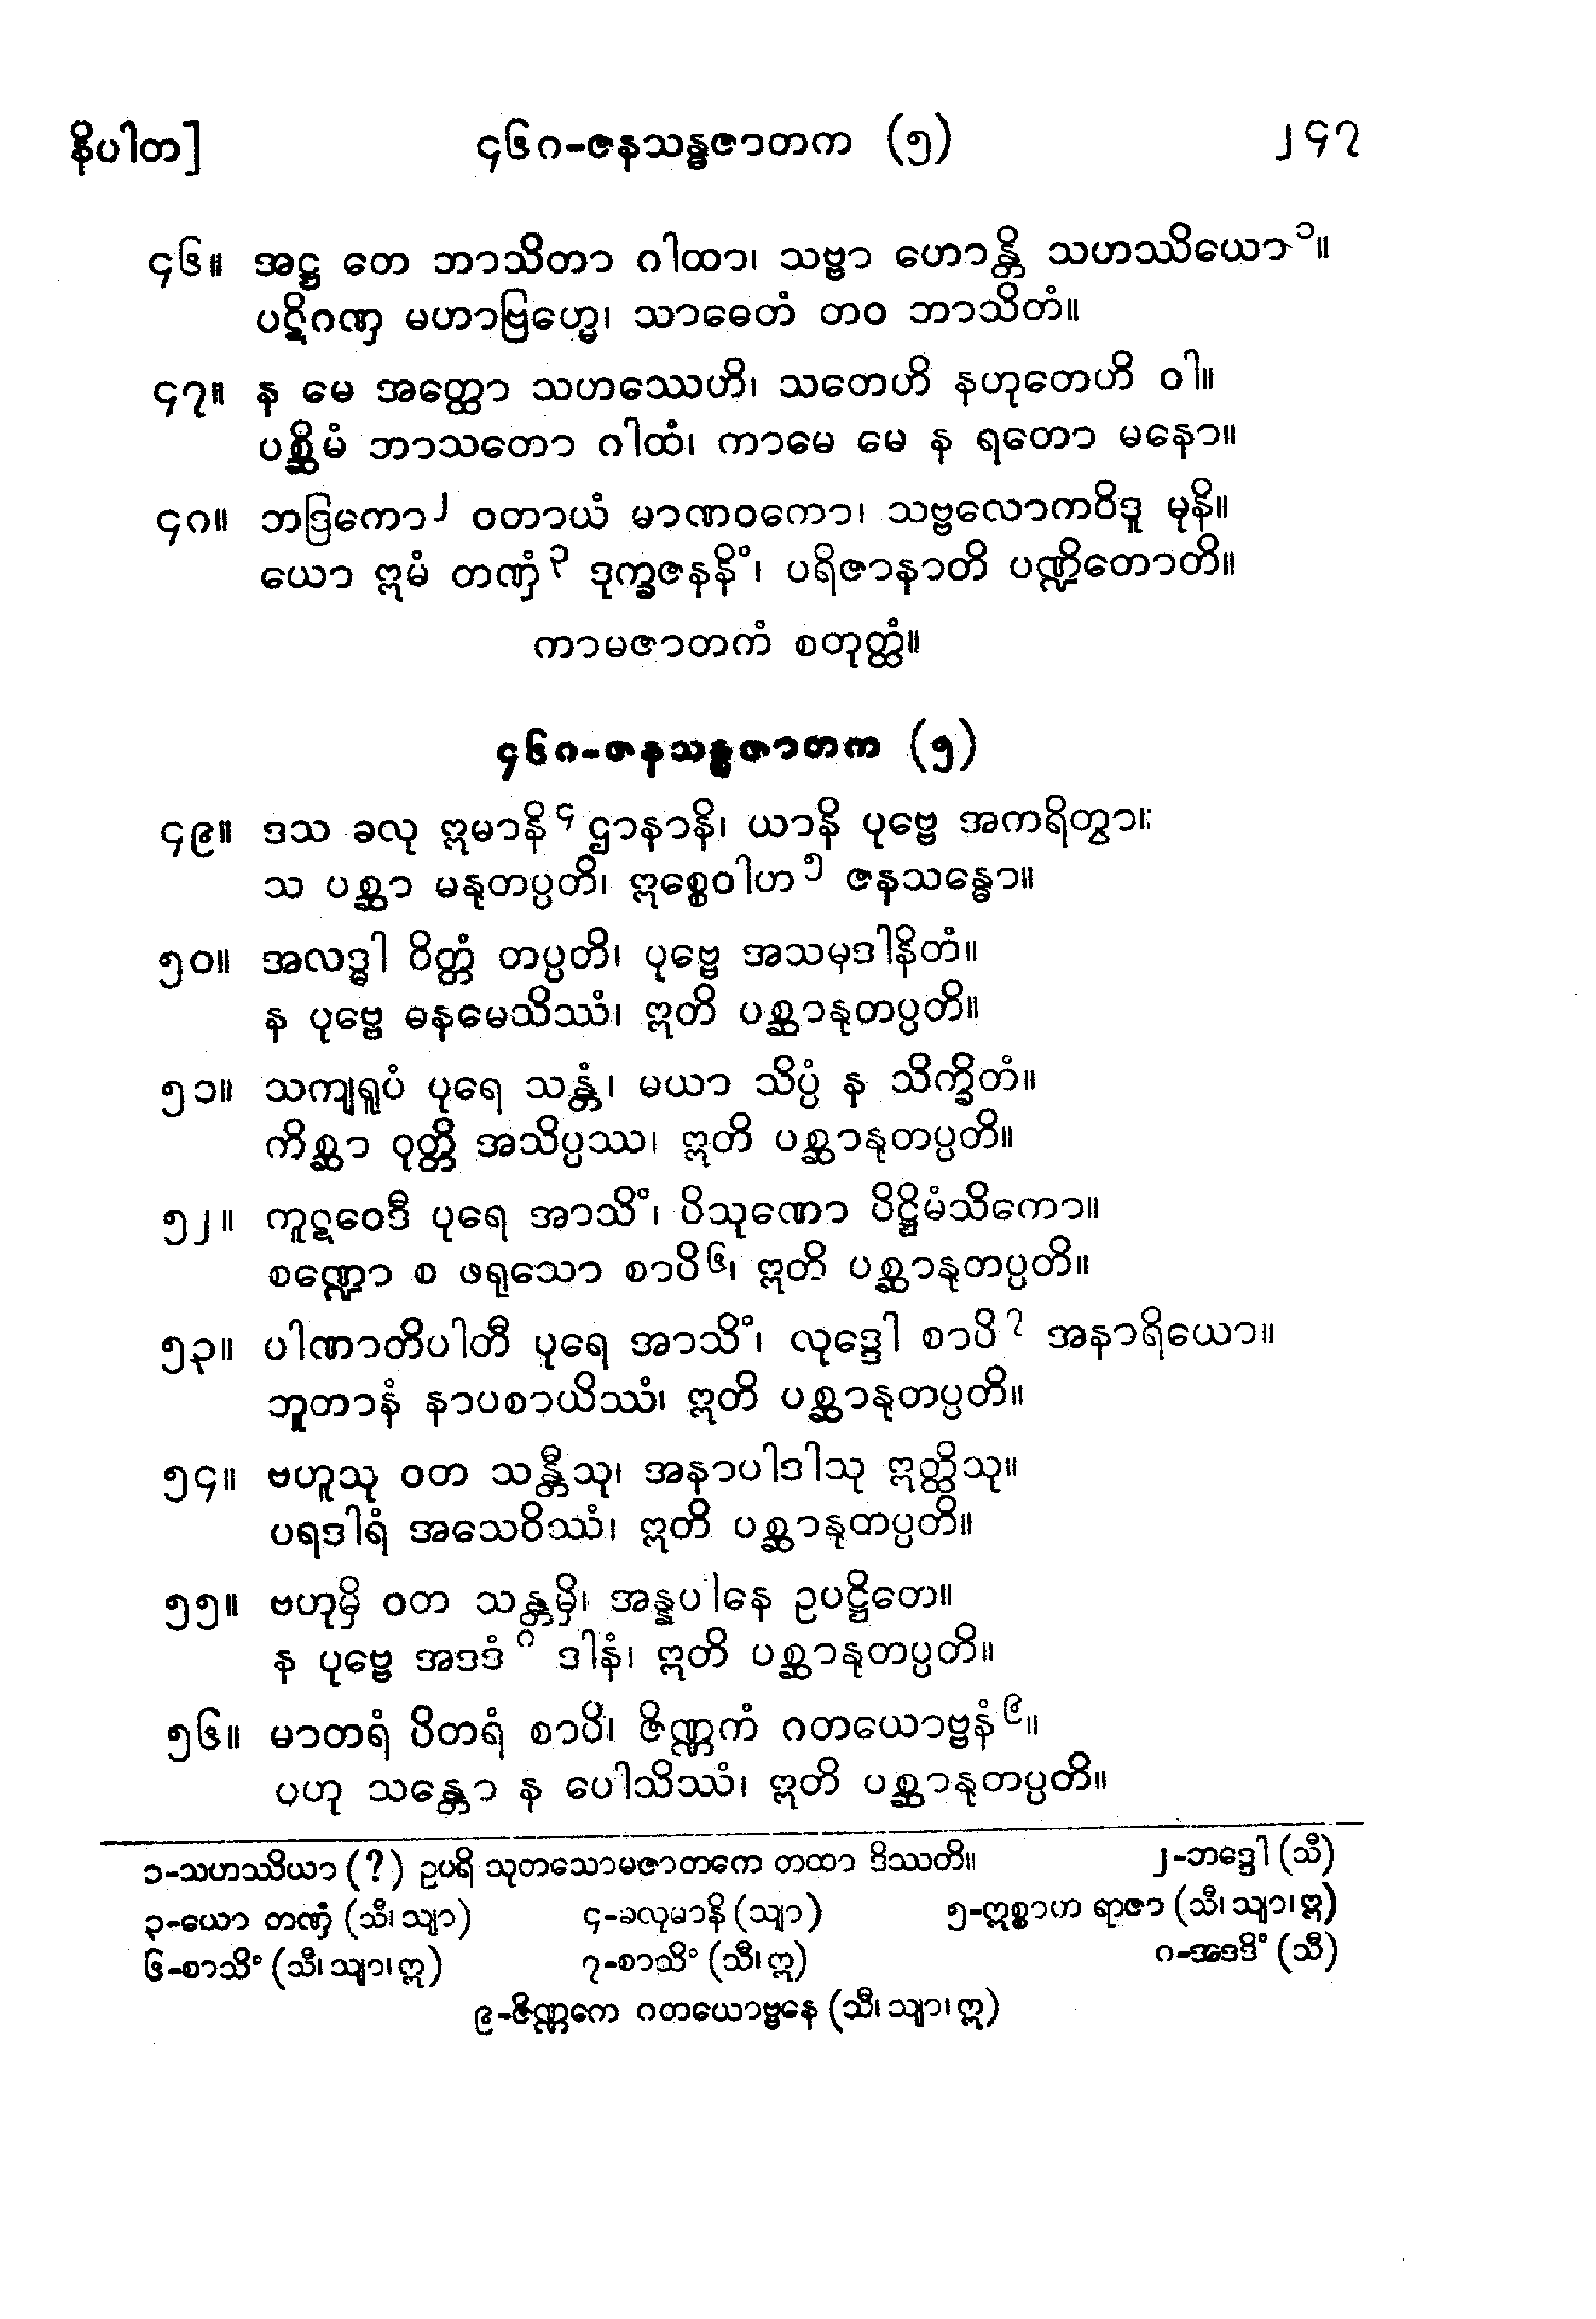 နိပါတ]
၄၆၈-ဇနသန္ဓဇာတက (၅)
၂၄၇
၄၆။ အဋ္ဌ တေ ဘာသိတာ ဂါထာ၊ သဗ္ဗာ ဟောန္တိ သဟဿိယော ၁။
ပဋိဂဏှ မဟာဗြဟ္မေ၊ သာဓေတံ တဝ ဘာသိတံ။
၄၇။ န မေ အတ္ထော သဟဿေဟိ၊ သတေဟိ နဟုတေဟိ ဝါ။
ပစ္ဆိမံ ဘာသတော ဂါထံ၊ ကာမေ မေ န ရတော မနော။
၄၈။ ဘဒြကော ၂ ဝတာယံ မာဏဝကော၊ သဗ္ဗလောကဝိဒူ မုနိ။
ယော ဣမံ တဏှံ ၃ ဒုက္ခဇနနိံ၊ ပရိဇာနာတိ ပဏ္ဍိတောတိ။
ကာမဇာတကံ စတုတ္ထံ။
၄၆၈-ဇနသန္ဓဇာတက (၅)
၄၉။ ဒသ ခလု ဣမာနိ ၄ ဌာနာနိ၊ ယာနိ ပုဗ္ဗေ အကရိတွာ။
သ ပစ္ဆာ မနုတပ္ပတိ၊ ဣစ္စေဝါဟ ၅ ဇနသန္ဓော။
၅၀။ အလဒ္ဓါ ဝိတ္တံ တပ္ပတိ၊ ပုဗ္ဗေ အသမုဒါနိတံ။
န ပုဗ္ဗေ ဓနမေသိဿံ၊ ဣတိ ပစ္ဆာနုတပ္ပတိ။
၅၁။ သကျရူပံ ပုရေ သန္တံ၊ မယာ သိပ္ပံ န သိက္ခိတံ။
ကိစ္ဆာ ဝုတ္တိ အသိပ္ပဿ၊ ဣတိ ပစ္ဆာနုတပ္ပတိ။
၅၂။ ကူဋဝေဒီ ပုရေ အာသိံ၊ ပိသုဏော ပိဋ္ဌိမံသိကော။
စဏ္ဍော စ ဖရုသော စာပိ ၆၊ ဣတိ ပစ္ဆာနုတပ္ပတိ။
၅၃။ ပါဏာတိပါတီ ပုရေ အာသိံ၊ လုဒ္ဒေါ စာပိ ၇ အနာရိယော။
ဘူတာနံ နာပစာယိဿံ၊ ဣတိ ပစ္ဆာနုတပ္ပတိ။
၅၄။ ဗဟူသု ဝတ သန္တီသု၊ အနာပါဒါသု ဣတ္ထိသု။
ပရဒါရံ အသေဝိဿံ၊ ဣတိ ပစ္ဆာနုတပ္ပတိ။
၅၅။ ဗဟုမှိ ဝတ သန္တမှိ၊ အန္နပါနေ ဥပဋ္ဌိတေ။
န ပုဗ္ဗေ အဒဒံ ၈ ဒါနံ၊ ဣတိ ပစ္ဆာနုတပ္ပတိ။
၅၆။ မာတရံ ပိတရံ စာပိ၊ ဇိဏ္ဏကံ ဂတယောဗ္ဗနံ ၉။
ပဟု သန္တော န ပေါသိဿံ၊ ဣတိ ပစ္ဆာနုတပ္ပတိ။
၁-သဟဿိယာ (?) ဥပရိ သုတသောမဇာတကေ တထာ ဒိဿတိ။ ၂-ဘဒ္ဒေါ (သီ)
၃-ယော တဏှံ (သီ၊ သျာ) ၄-ခလုမာနိ (သျာ) ၅-ဣစ္စာဟ ရာဇာ (သီ၊ သျာ၊ ဣ)
၆-စာသိံ (သီ၊ သျာ၊ ဣ) ၇-စာသိံ (သီ၊ ဣ) ၈-အဒဒိံ (သီ)
၉-ဇိဏ္ဏကေ ဂတယောဗ္ဗနေ (သီ၊ သျာ၊ ဣ)